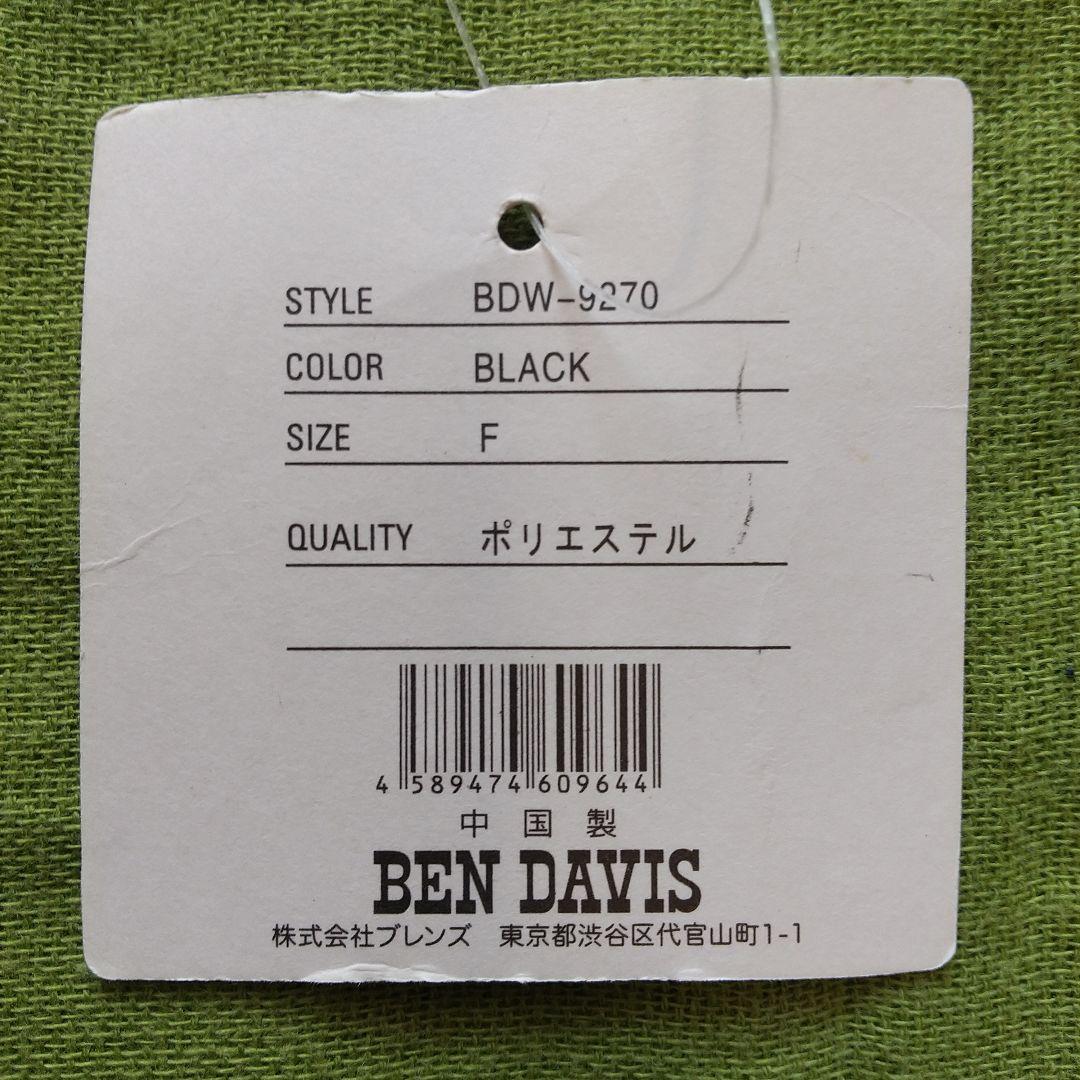 STYLE BDW-9270
COLOR BLACK
SIZE F
QUALITY ポリエステル
4 589474 609644
中国製
BEN DAVIS
株式会社ブレンズ 東京都渋谷区代官山町1-1